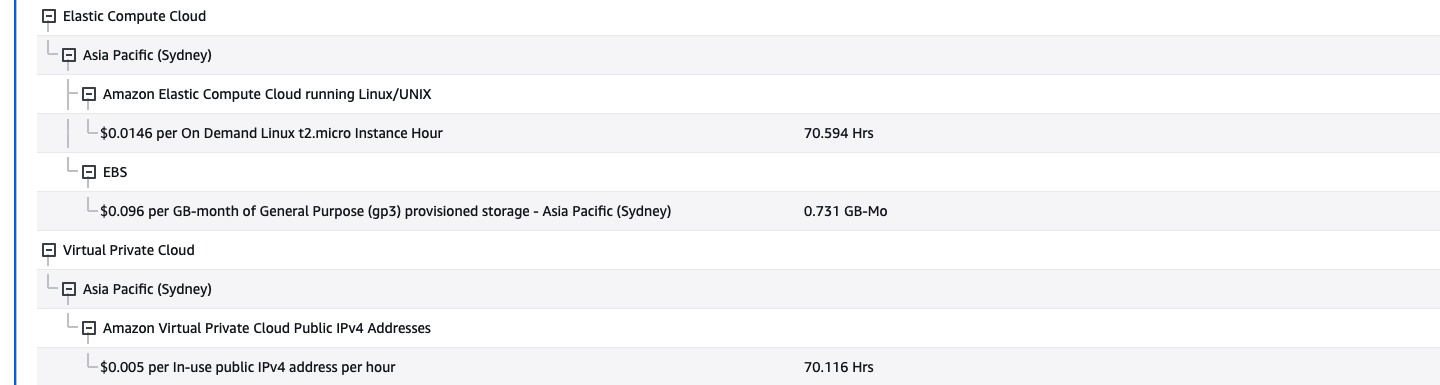 Elastic Compute Cloud
Asia Pacific (Sydney)
Amazon Elastic Compute Cloud running Linux/UNIX
$0.0146 per On Demand Linux t2.micro Instance Hour 70.594 Hrs
EBS
$0.096 per GB-month of General Purpose (gp3) provisioned storage - Asia Pacific (Sydney) 0.731 GB-Mo
Virtual Private Cloud
Asia Pacific (Sydney)
Amazon Virtual Private Cloud Public IPv4 Addresses
$0.005 per In-use public IPv4 address per hour 70.116 Hrs